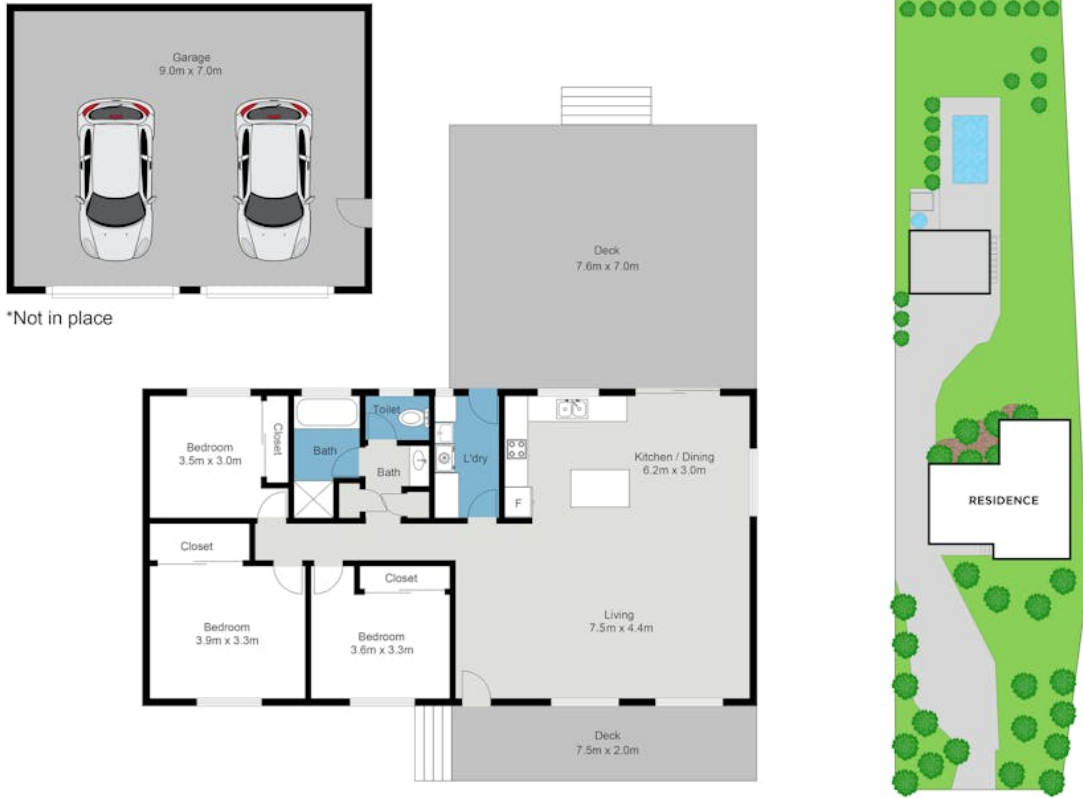 Garage
9.0m x 7.0m
*Not in place
Deck
7.6m x 7.0m
Bedroom
3.5m x 3.0m
Closet
Bath
Toilet
Bath
L'dry
F
Kitchen / Dining
6.2m x 3.0m
Closet
Bedroom
3.9m x 3.3m
Closet
Bedroom
3.6m x 3.3m
Living
7.5m x 4.4m
Deck
7.5m x 2.0m
RESIDENCE